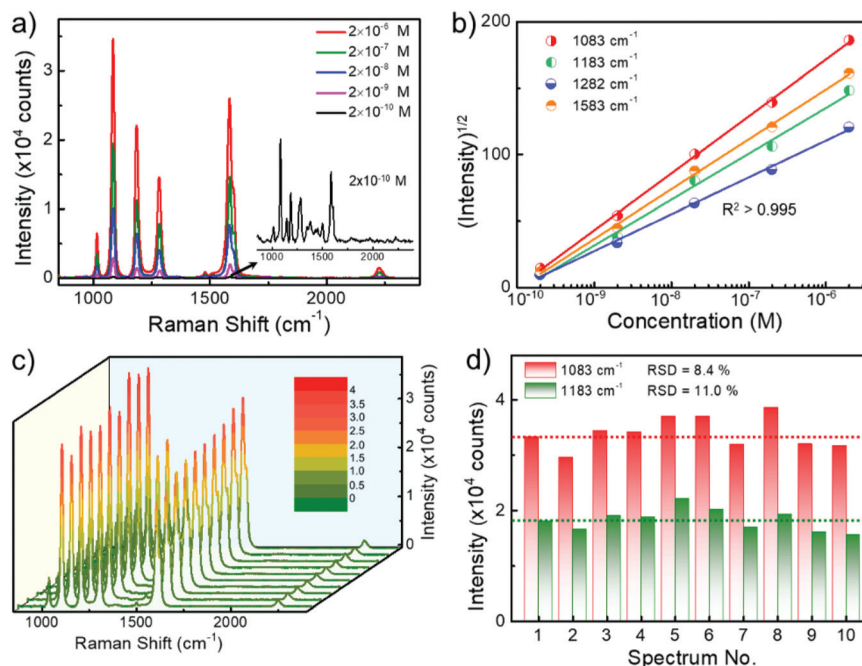 a)
Intensity (x10⁴ counts)
3
2
1
0
2×10⁻⁶ M
2×10⁻⁷ M
2×10⁻⁸ M
2×10⁻⁹ M
2×10⁻¹⁰ M
2x10⁻¹⁰ M
1000 1500 2000
1000 1500 2000
Raman Shift (cm⁻¹)
b)
(Intensity)¹/²
200
100
0
1083 cm⁻¹
1183 cm⁻¹
1282 cm⁻¹
1583 cm⁻¹
R² > 0.995
10⁻¹⁰ 10⁻⁹ 10⁻⁸ 10⁻⁷ 10⁻⁶
Concentration (M)
c)
4
3.0
2.5
2.0
1.5
1.0
0.5
0
3
2
1
0
Intensity (x10⁴ counts)
1000 1500 2000
Raman Shift (cm⁻¹)
d)
Intensity (x10⁴ counts)
4
2
0
1083 cm⁻¹ RSD = 8.4 %
1183 cm⁻¹ RSD = 11.0 %
1 2 3 4 5 6 7 8 9 10
Spectrum No.